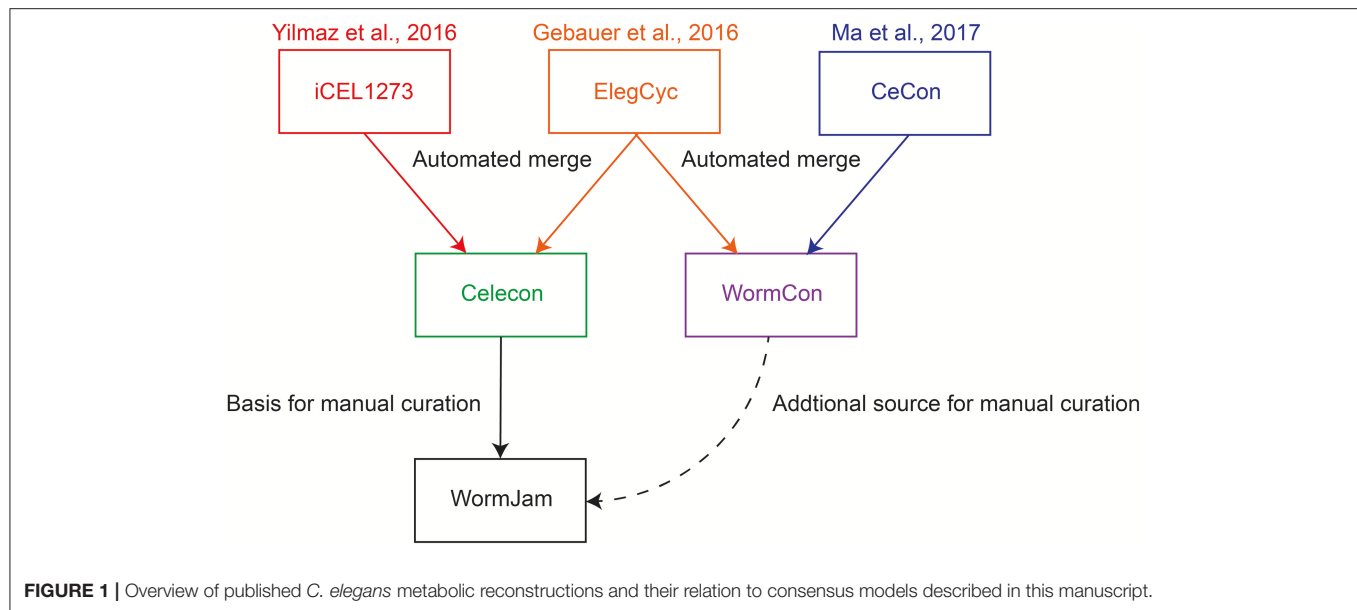 Yilmaz et al., 2016
Gebauer et al., 2016
Ma et al., 2017
iCEL1273
ElegCyc
CeCon
Automated merge
Automated merge
Celecon
WormCon
Basis for manual curation
Addtional source for manual curation
WormJam
FIGURE 1 | Overview of published C. elegans metabolic reconstructions and their relation to consensus models described in this manuscript.